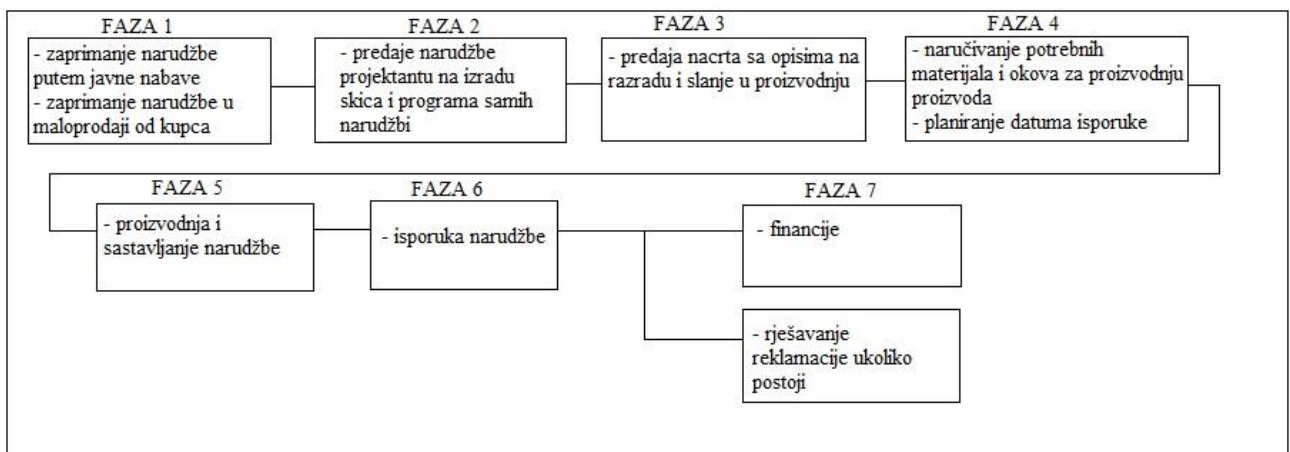 FAZA 1
- zaprimanje narudžbe
putem javne nabave
- zaprimanje narudžbe u
maloprodaji od kupca
FAZA 2
- predaje narudžbe
projektantu na izradu
skica i programa samih
narudžbi
FAZA 3
- predaja nacrta sa opisima na
razradu i slanje u proizvodnju
FAZA 4
- naručivanje potrebnih
materijala i okova za proizvodnju
proizvoda
- planiranje datuma isporuke
FAZA 5
- proizvodnja i
sastavljanje narudžbe
FAZA 6
- isporuka narudžbe
FAZA 7
- financije
- rješavanje
reklamacije ukoliko
postoji